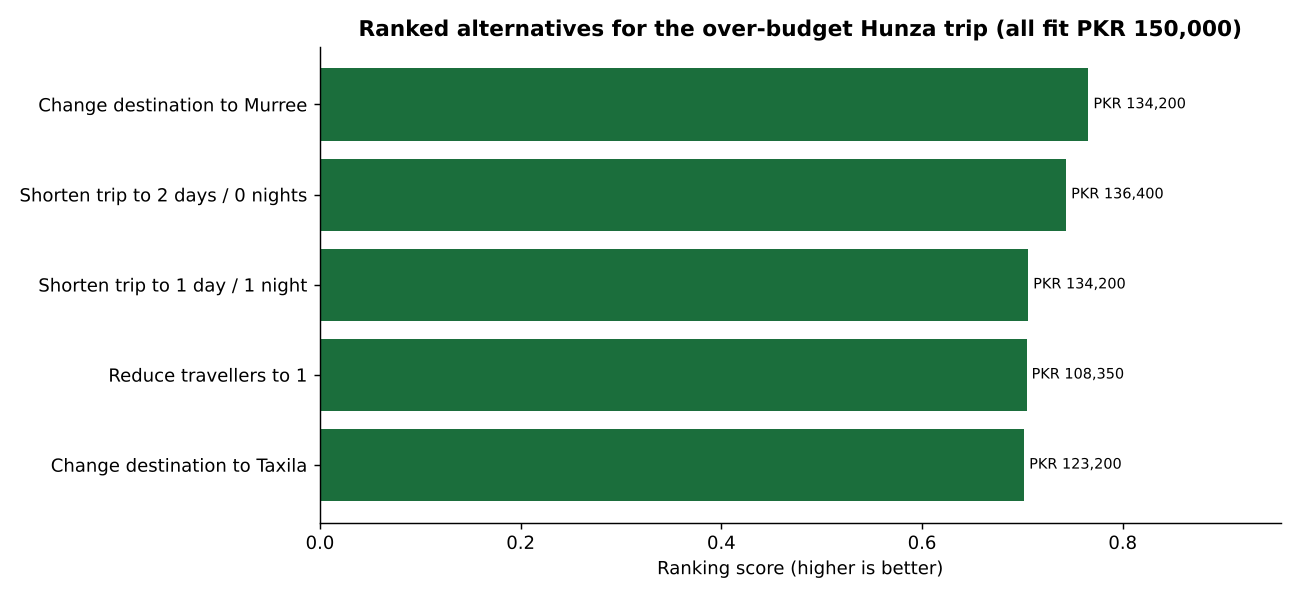 Ranked alternatives for the over-budget Hunza trip (all fit PKR 150,000)
Change destination to Murree PKR 134,200
Shorten trip to 2 days / 0 nights PKR 136,400
Shorten trip to 1 day / 1 night PKR 134,200
Reduce travellers to 1 PKR 108,350
Change destination to Taxila PKR 123,200
0.0 0.2 0.4 0.6 0.8
Ranking score (higher is better)